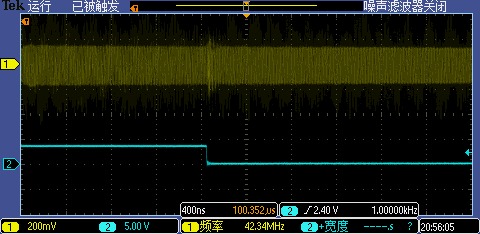 Tek 运行 已被触发 噪声滤波器关闭
T
T
1
2
400ns 100.352us 2 2.40 V 1.00000kHz
1 200mV 2 5.00 V 1 频率 42.34MHz 2 +宽度 -----.s ? 20:56:05